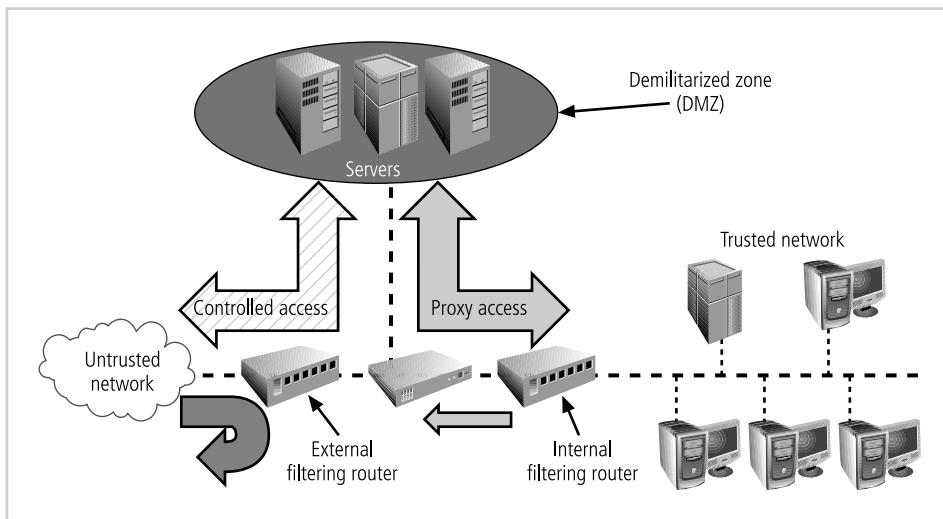 Demilitarized zone
(DMZ)
Servers
Trusted network
Controlled access
Proxy access
Untrusted
network
External
filtering router
Internal
filtering router